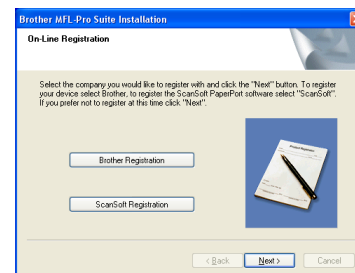 Brother MFL-Pro Suite Installation
On-Line Registration
Select the company you would like to register with and click the "Next" button. To register
your device select Brother, to register the ScanSoft PaperPort software select "ScanSoft".
If you prefer not to register at this time click "Next".
Brother Registration
ScanSoft Registration
< Back
Next >
Cancel